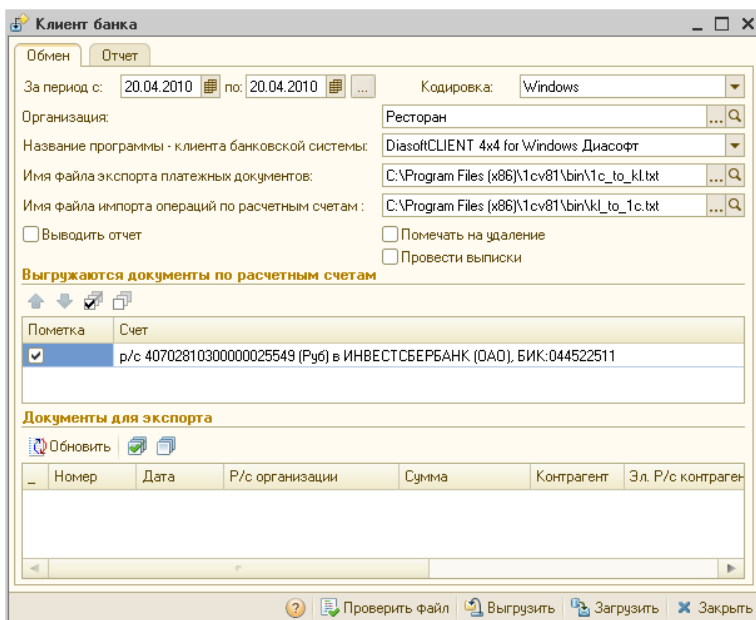 Клиент банка
Обмен Отчет
За период с: 20.04.2010 по: 20.04.2010 ... Кодировка: Windows
Организация: Ресторан ...
Название программы - клиента банковской системы: DiasoftCLIENT 4x4 for Windows Диасофт
Имя файла экспорта платежных документов: C:\Program Files (x86)\1cv81\bin\1c_to_kl.txt ...
Имя файла импорта операций по расчетным счетам : C:\Program Files (x86)\1cv81\bin\kl_to_1c.txt ...
Выводить отчет Помечать на удаление
Провести выписки
Выгружаются документы по расчетным счетам
Пометка Счет
р/с 40702810300000025549 (Руб) в ИНВЕСТСБЕРБАНК (ОАО), БИК:044522511
Документы для экспорта
Обновить
_ Номер Дата Р/с организации Сумма Контрагент Эл. Р/с контраген
? Проверить файл Выгрузить Загрузить Закрыть